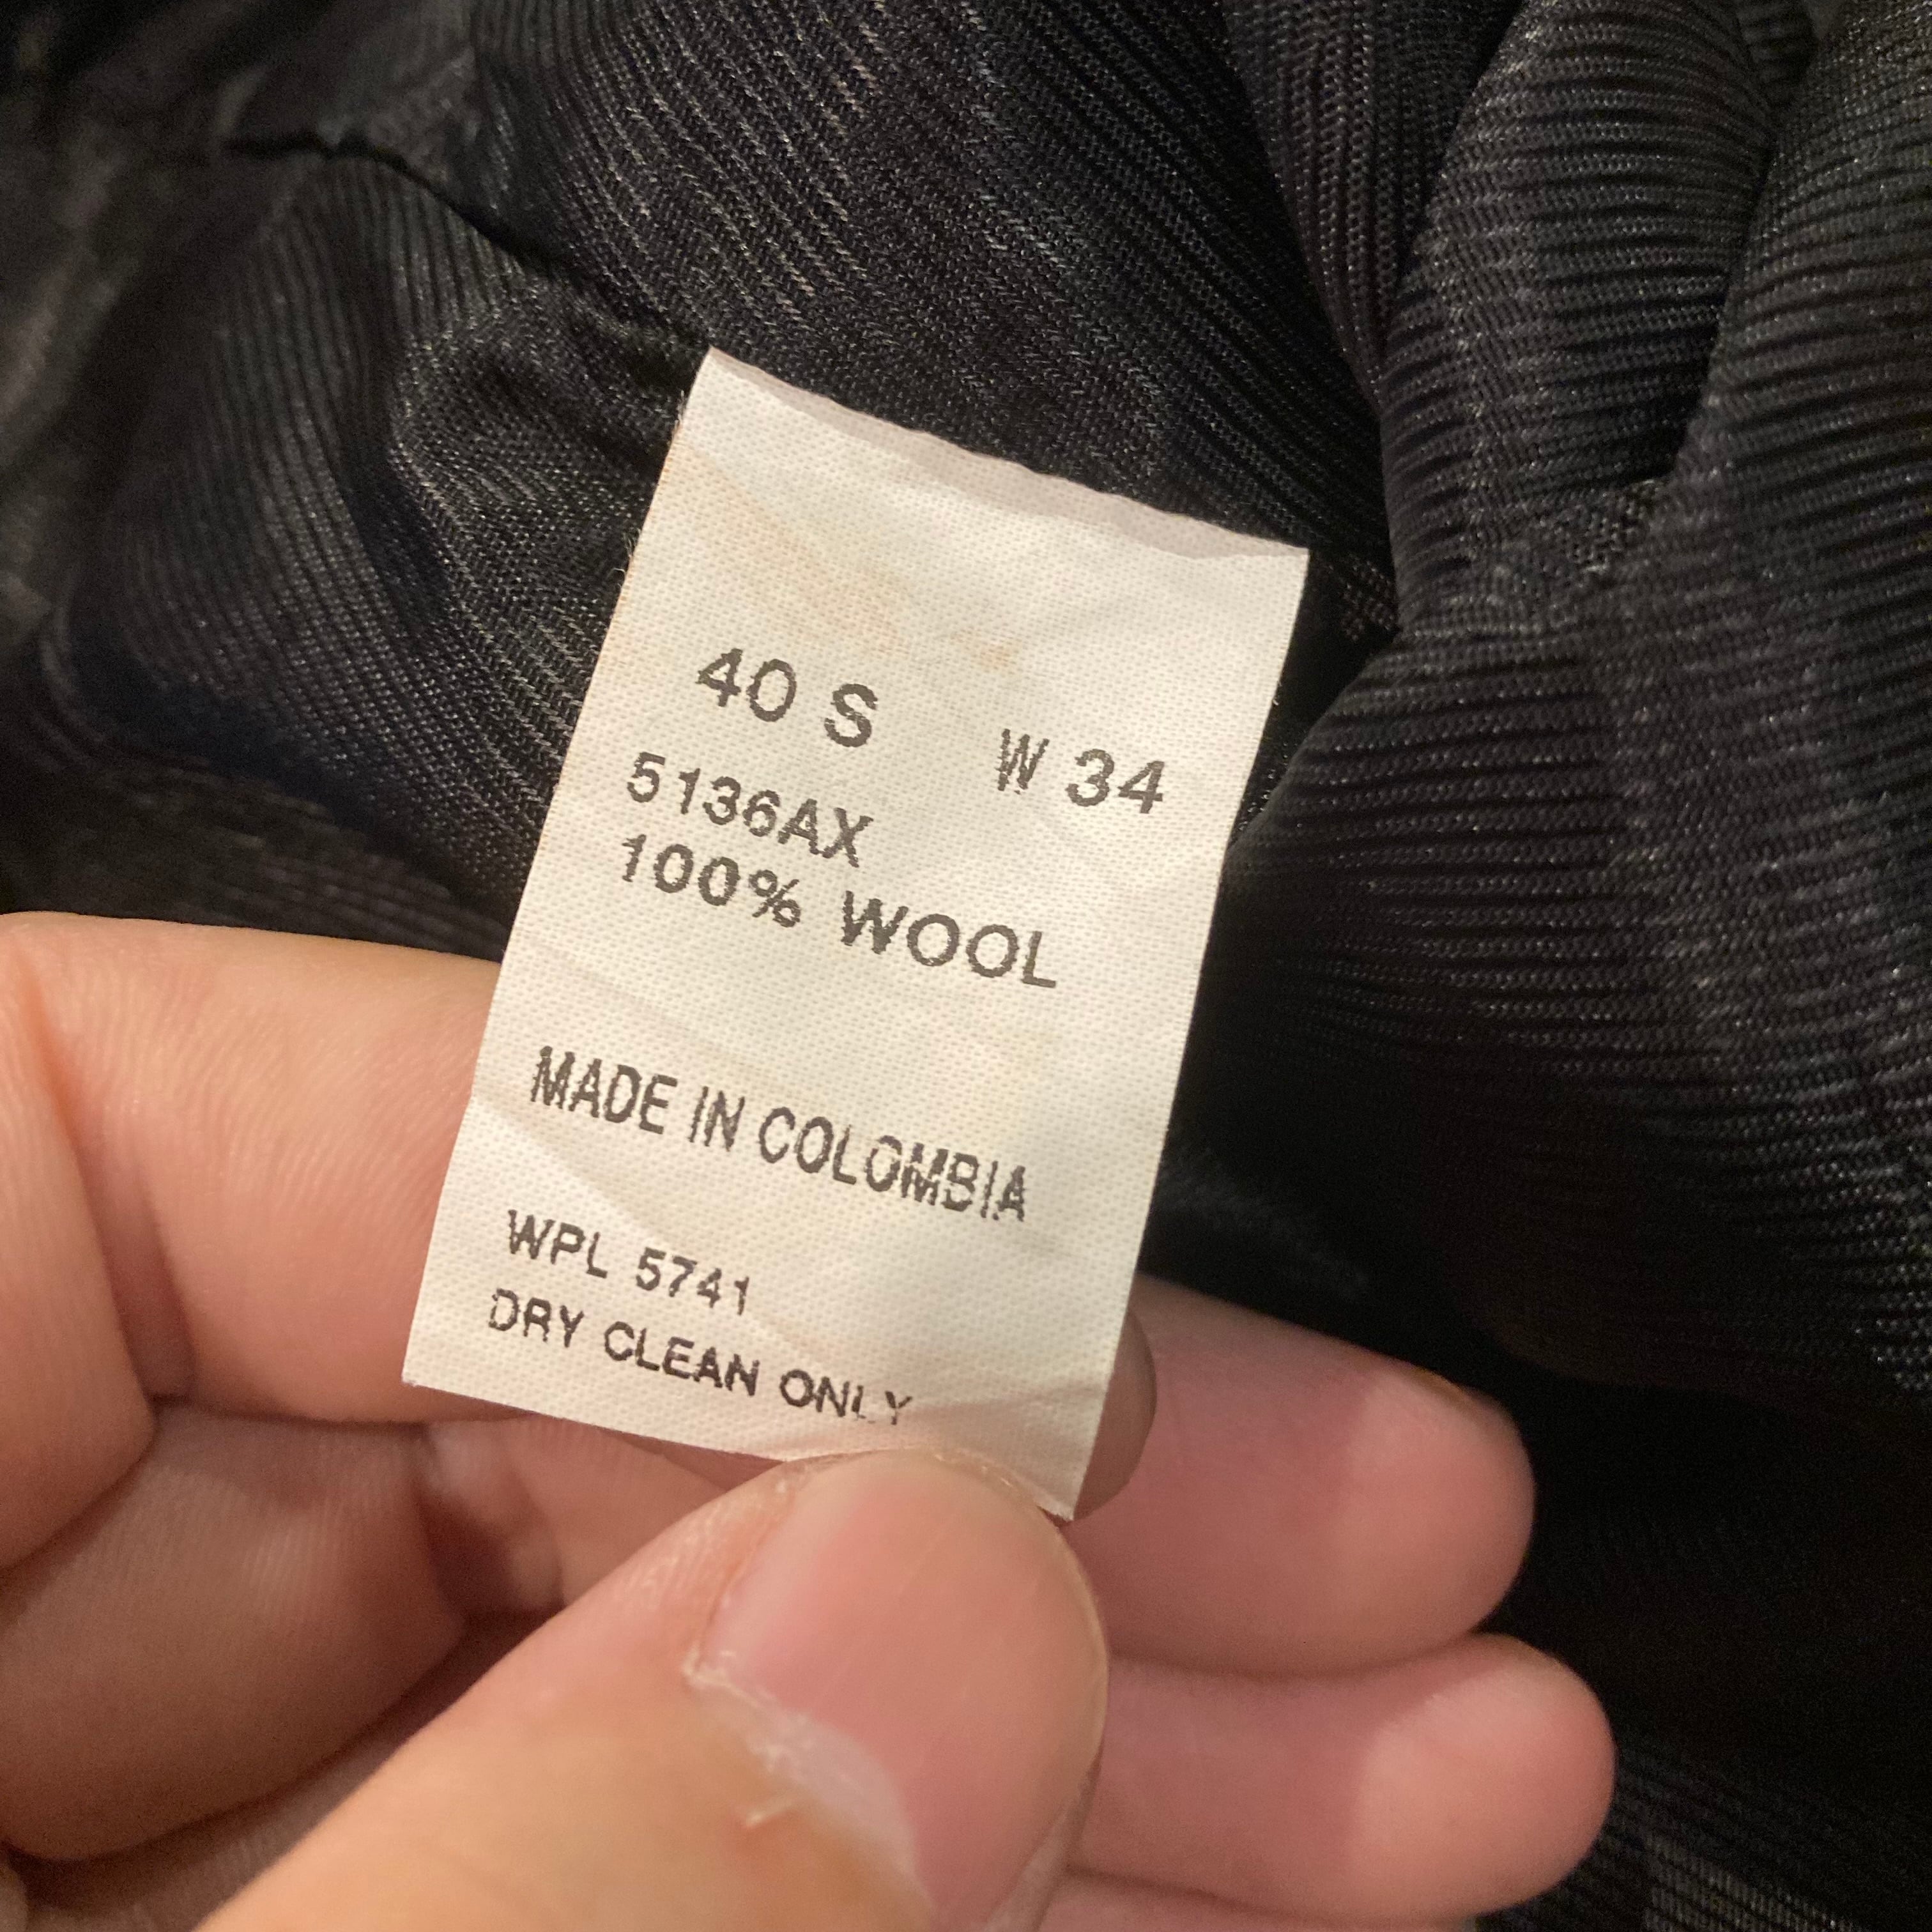 40 S W 34
5136AX
100% WOOL
MADE IN COLOMBIA
WPL 5741
DRY CLEAN ONLY